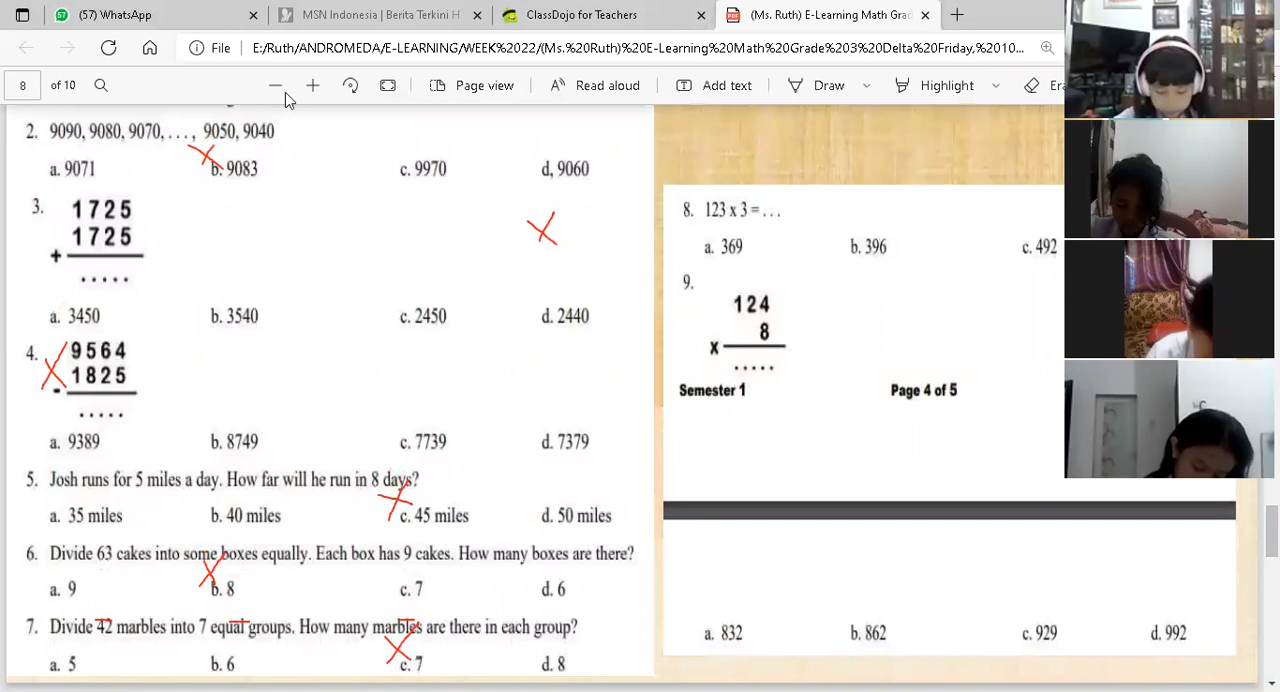 (57) WhatsApp
MSN Indonesia | Berita Terkini H
ClassDojo for Teachers
(Ms. Ruth) E-Learning Math Grad
File
E:/Ruth/ANDROMEDA/E-LEARNING/WEEK%2022/(Ms.%20Ruth)%20E-Learning%20Math%20Grade%203%20Delta%20Friday,%2010...
8 of 10
Page view
Read aloud
Add text
Draw
Highlight
Era
2. 9090, 9080, 9070, . . . , 9050, 9040
a. 9071 b. 9083 c. 9970 d, 9060
3. 1725
1725
+
.....
a. 3450 b. 3540 c. 2450 d. 2440
4. 9564
1825
-
.....
a. 9389 b. 8749 c. 7739 d. 7379
5. Josh runs for 5 miles a day. How far will he run in 8 days?
a. 35 miles b. 40 miles c. 45 miles d. 50 miles
6. Divide 63 cakes into some boxes equally. Each box has 9 cakes. How many boxes are there?
a. 9 b. 8 c. 7 d. 6
7. Divide 42 marbles into 7 equal groups. How many marbles are there in each group?
a. 5 b. 6 c. 7 d. 8
8. 123 x 3 = . . .
a. 369 b. 396 c. 492
9.
124
8
x
.....
Semester 1 Page 4 of 5
a. 832 b. 862 c. 929 d. 992